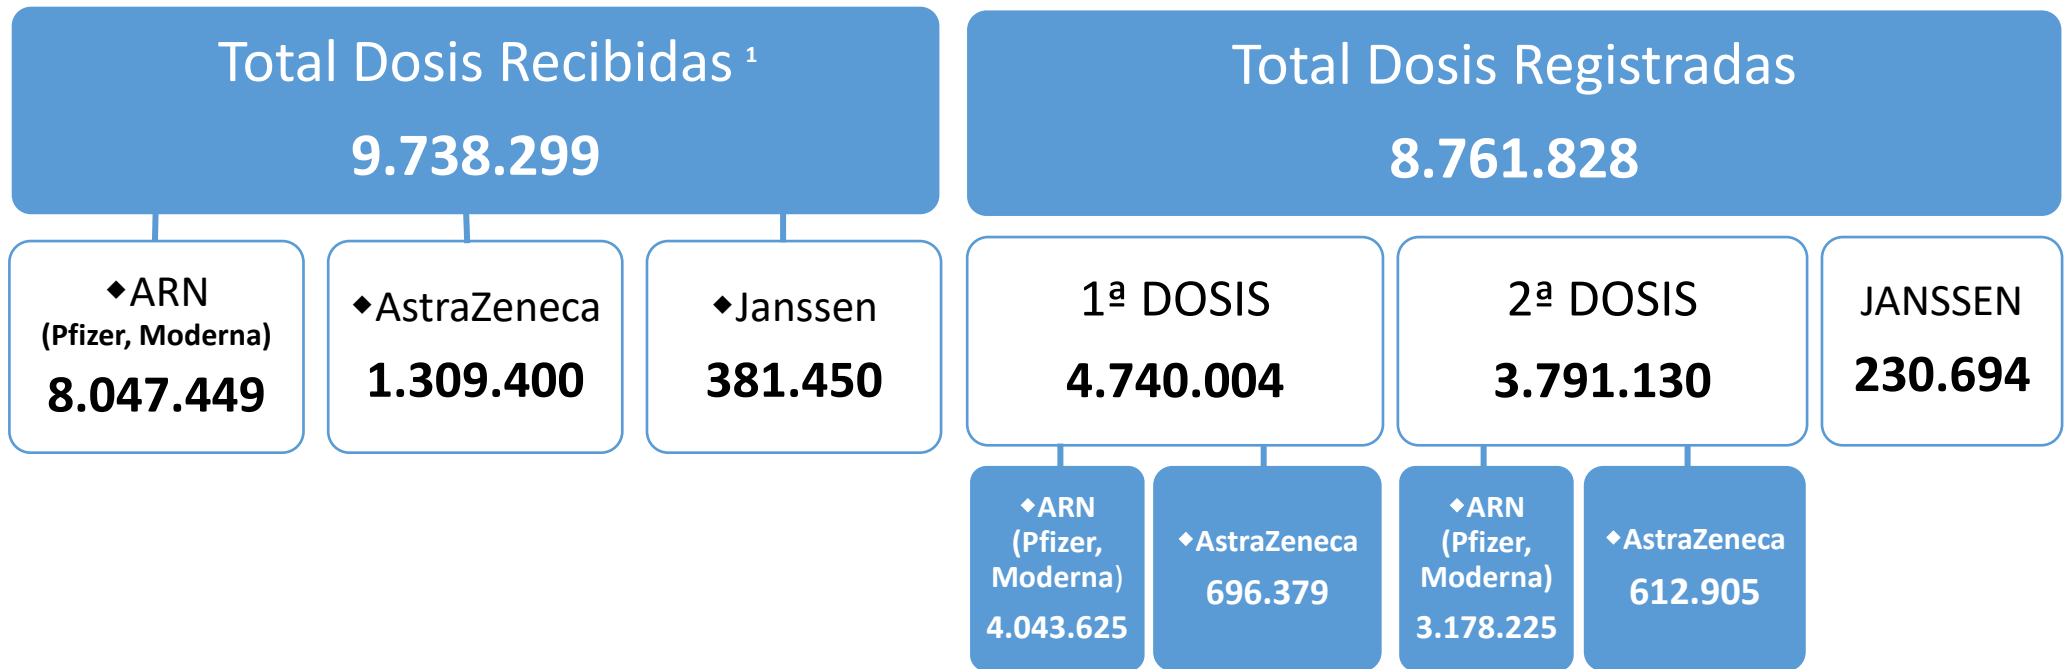 Total Dosis Recibidas ¹
9.738.299
◆ARN
(Pfizer, Moderna)
8.047.449
◆AstraZeneca
1.309.400
◆Janssen
381.450
Total Dosis Registradas
8.761.828
1ª DOSIS
4.740.004
◆ARN
(Pfizer,
Moderna)
4.043.625
◆AstraZeneca
696.379
2ª DOSIS
3.791.130
◆ARN
(Pfizer,
Moderna)
3.178.225
◆AstraZeneca
612.905
JANSSEN
230.694